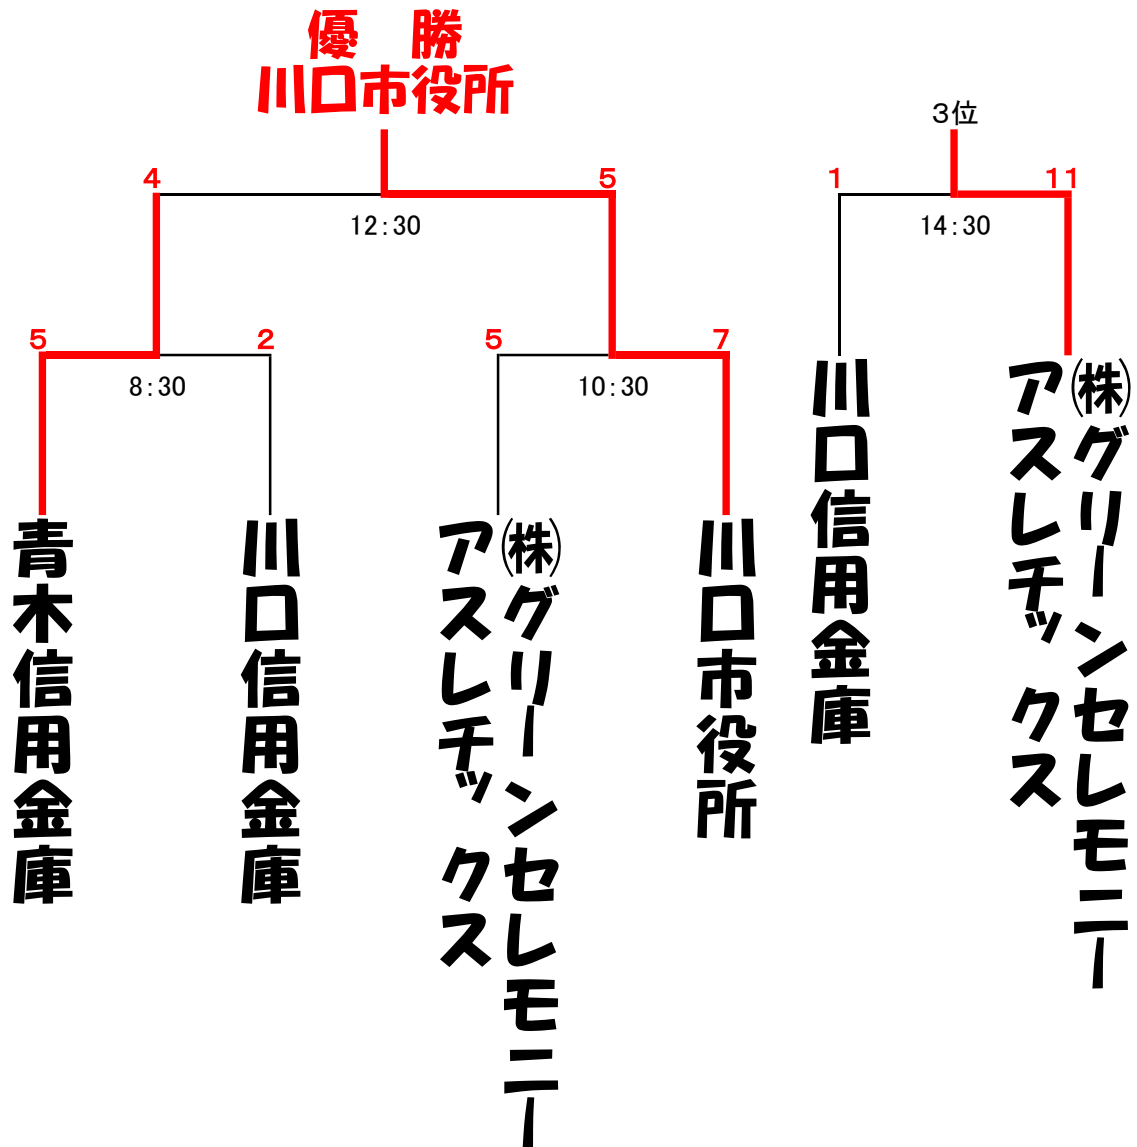 優　勝
川口市役所
3位
4
5
1
11
12:30
14:30
5
2
5
7
8:30
10:30
青木信用金庫
川口信用金庫
㈱グリーンセレモニー
アスレチックス
川口市役所
川口信用金庫
㈱グリーンセレモニー
アスレチックス